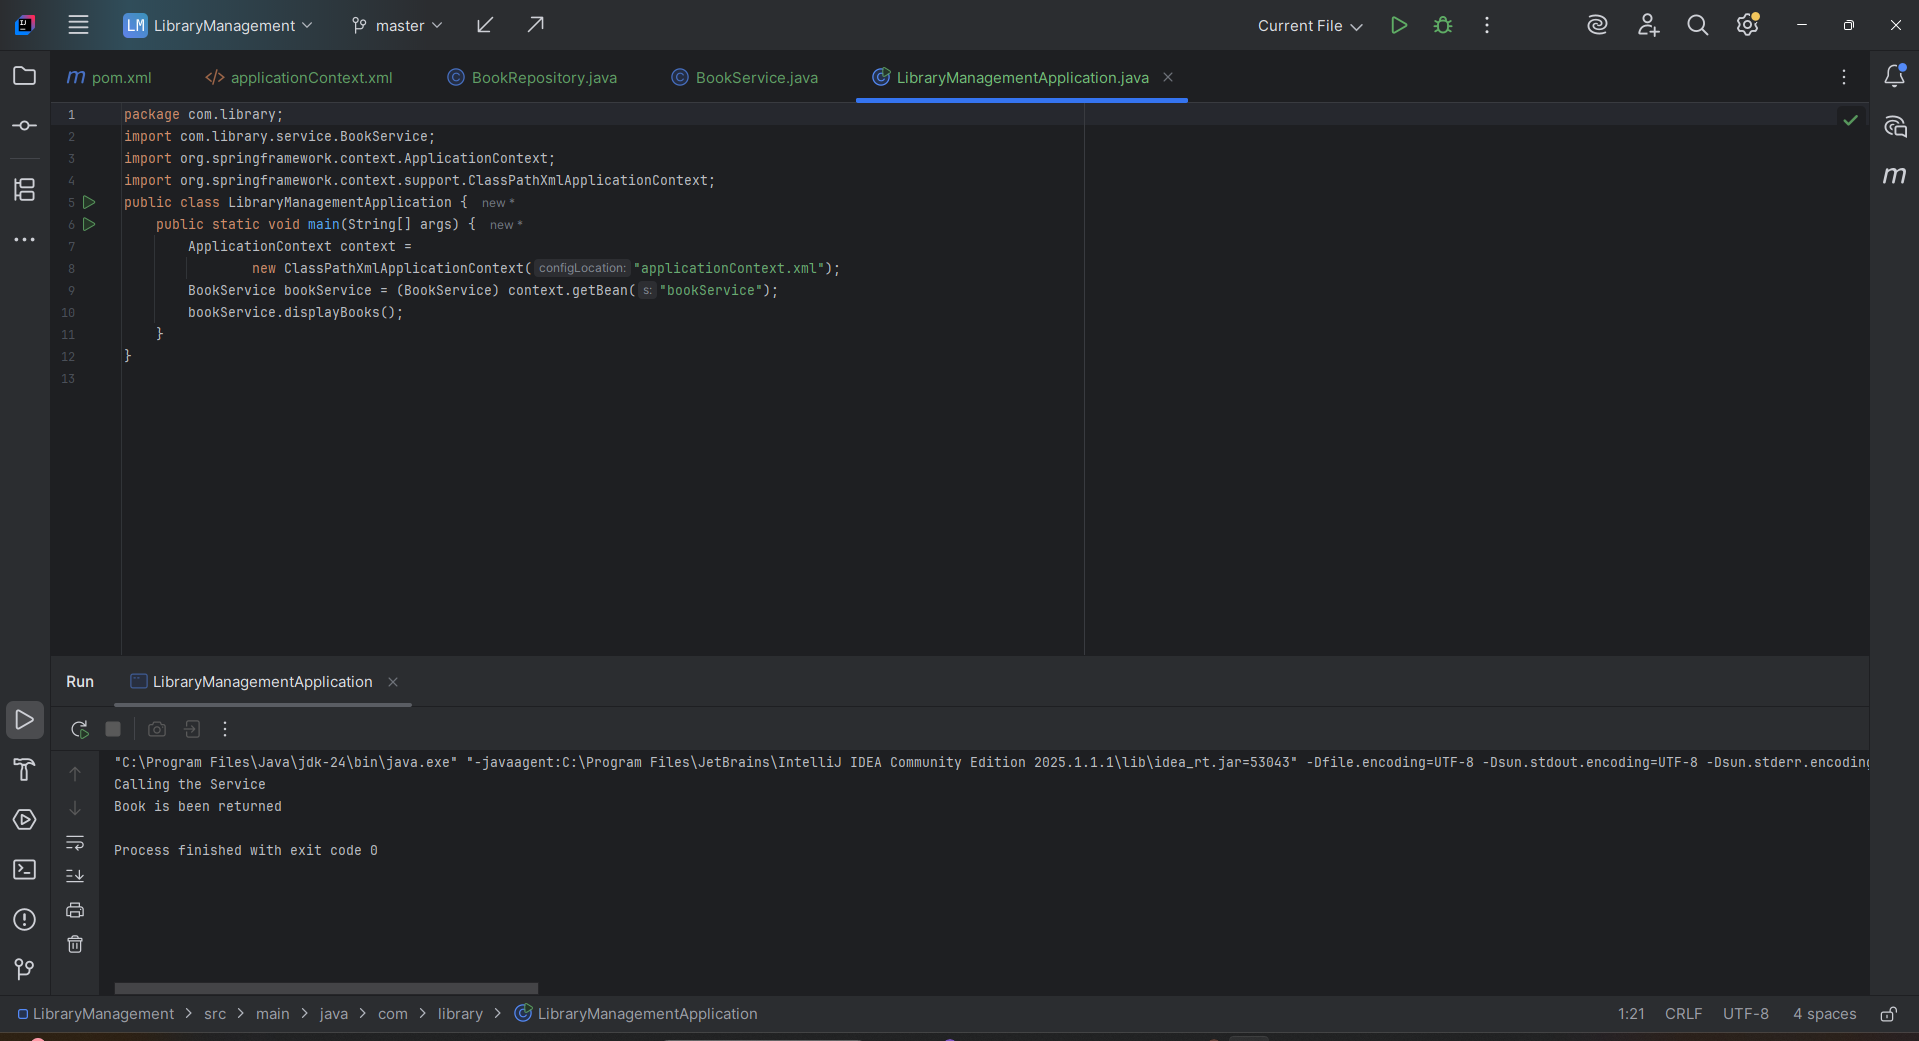 LM LibraryManagement master Current File
m pom.xml </> applicationContext.xml BookRepository.java BookService.java LibraryManagementApplication.java
1 package com.library;
2 import com.library.service.BookService;
3 import org.springframework.context.ApplicationContext;
4 import org.springframework.context.support.ClassPathXmlApplicationContext;
5 public class LibraryManagementApplication { new *
6 public static void main(String[] args) { new *
7 ApplicationContext context =
8 new ClassPathXmlApplicationContext( configLocation: "applicationContext.xml");
9 BookService bookService = (BookService) context.getBean( s: "bookService");
10 bookService.displayBooks();
11 }
12 }
13
Run LibraryManagementApplication
"C:\Program Files\Java\jdk-24\bin\java.exe" "-javaagent:C:\Program Files\JetBrains\IntelliJ IDEA Community Edition 2025.1.1.1\lib\idea_rt.jar=53043" -Dfile.encoding=UTF-8 -Dsun.stdout.encoding=UTF-8 -Dsun.stderr.encoding
Calling the Service
Book is been returned
Process finished with exit code 0
LibraryManagement > src > main > java > com > library > LibraryManagementApplication 1:21 CRLF UTF-8 4 spaces